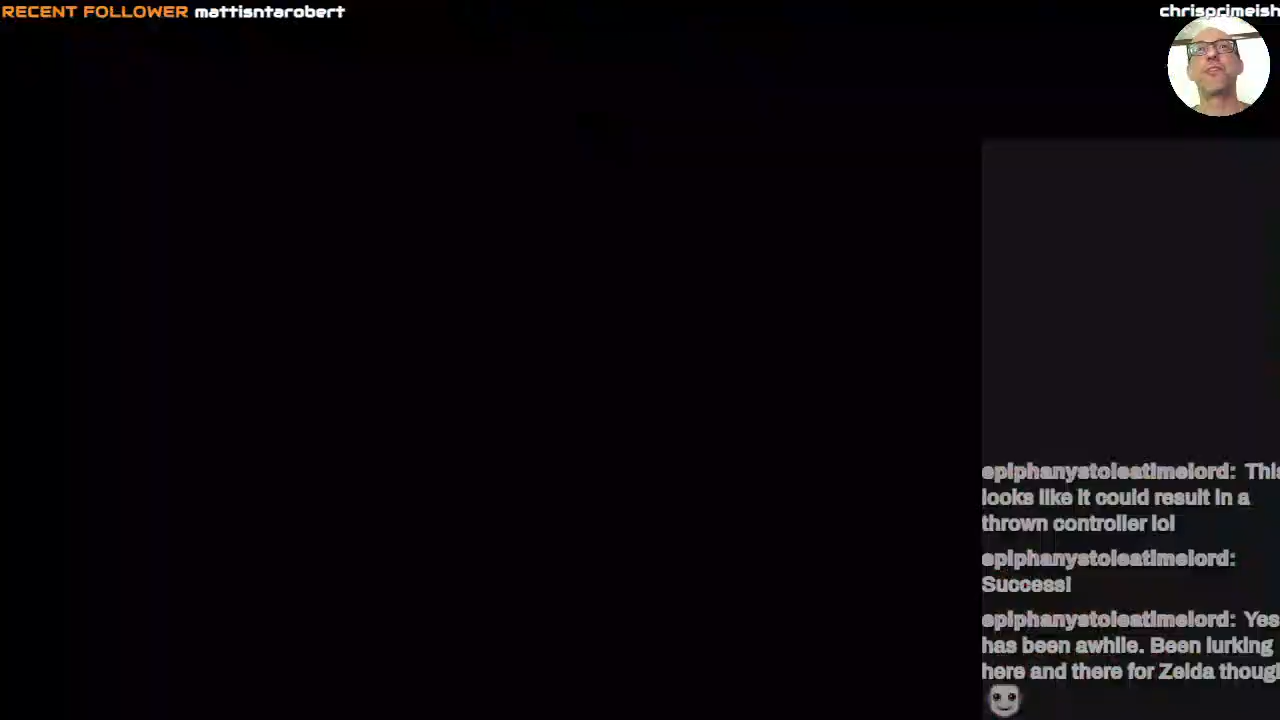 RECENT FOLLOWER mattisntarobert
chrisprimeish
epiphanystoleatimelord: This
looks like it could result in a
thrown controller lol
epiphanystoleatimelord:
Success!
epiphanystoleatimelord: Yes
has been awhile. Been lurking
here and there for Zelda though